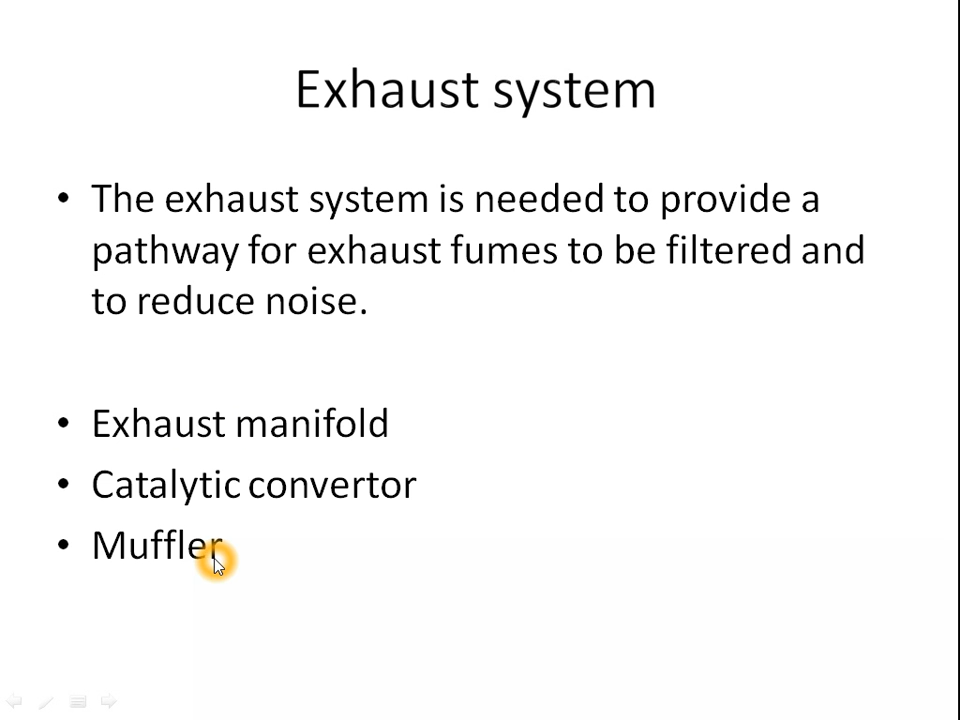 Exhaust system
• The exhaust system is needed to provide a
pathway for exhaust fumes to be filtered and
to reduce noise.
• Exhaust manifold
• Catalytic convertor
• Muffler